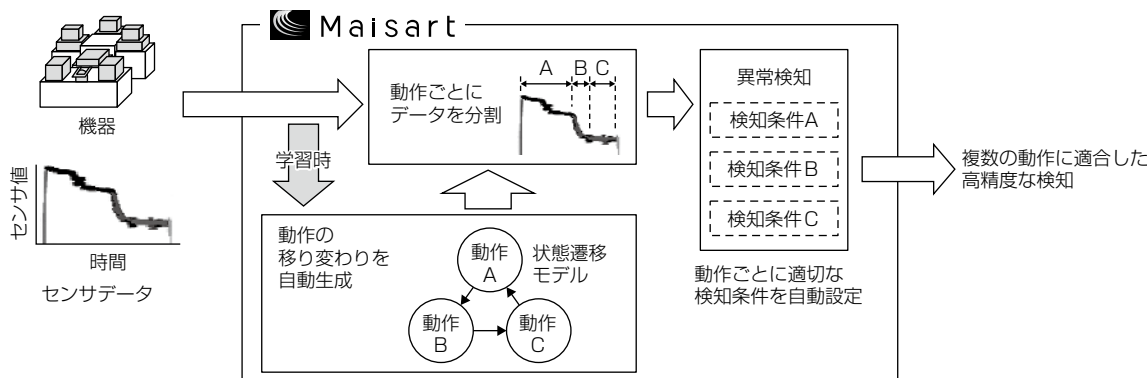 機器
センサ値
時間
センサデータ
Maisart
学習時
動作ごとに
データを分割
A B C
動作の
移り変わりを
自動生成
状態遷移
モデル
動作
A
動作
B
動作
C
異常検知
検知条件A
検知条件B
検知条件C
動作ごとに適切な
検知条件を自動設定
複数の動作に適合した
高精度な検知